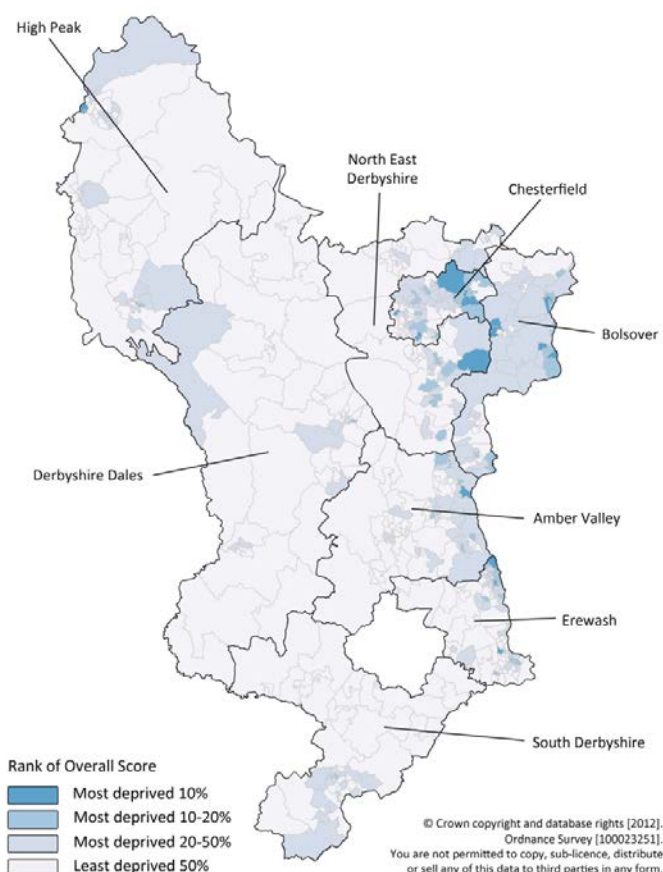 High Peak
North East
Derbyshire
Chesterfield
Bolsover
Derbyshire Dales
Amber Valley
Erewash
South Derbyshire
Rank of Overall Score
Most deprived 10%
Most deprived 10-20%
Most deprived 20-50%
Least deprived 50%
© Crown copyright and database rights [2012].
Ordnance Survey [100023251].
You are not permitted to copy, sub-licence, distribute
or sell any of this data to third parties in any form.